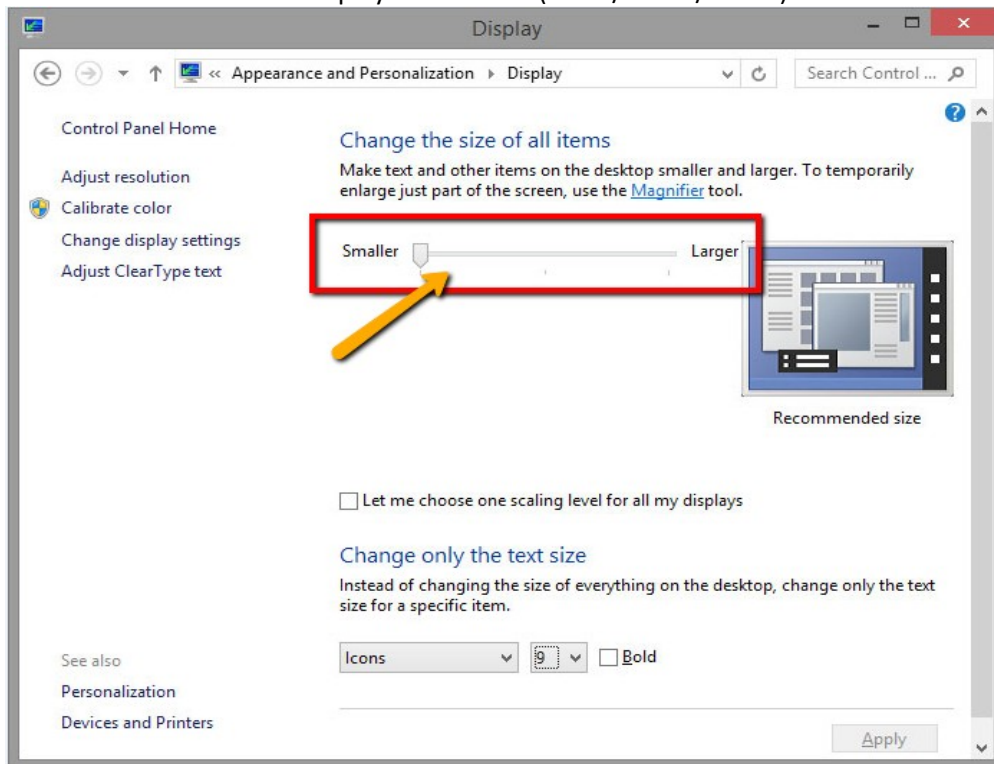 Display
« Appearance and Personalization Display
Search Control ...
Control Panel Home
Adjust resolution
Calibrate color
Change display settings
Adjust ClearType text
Change the size of all items
Make text and other items on the desktop smaller and larger. To temporarily
enlarge just part of the screen, use the Magnifier tool.
Smaller Larger
Recommended size
Let me choose one scaling level for all my displays
Change only the text size
Instead of changing the size of everything on the desktop, change only the text
size for a specific item.
Icons 9 Bold
See also
Personalization
Devices and Printers
Apply